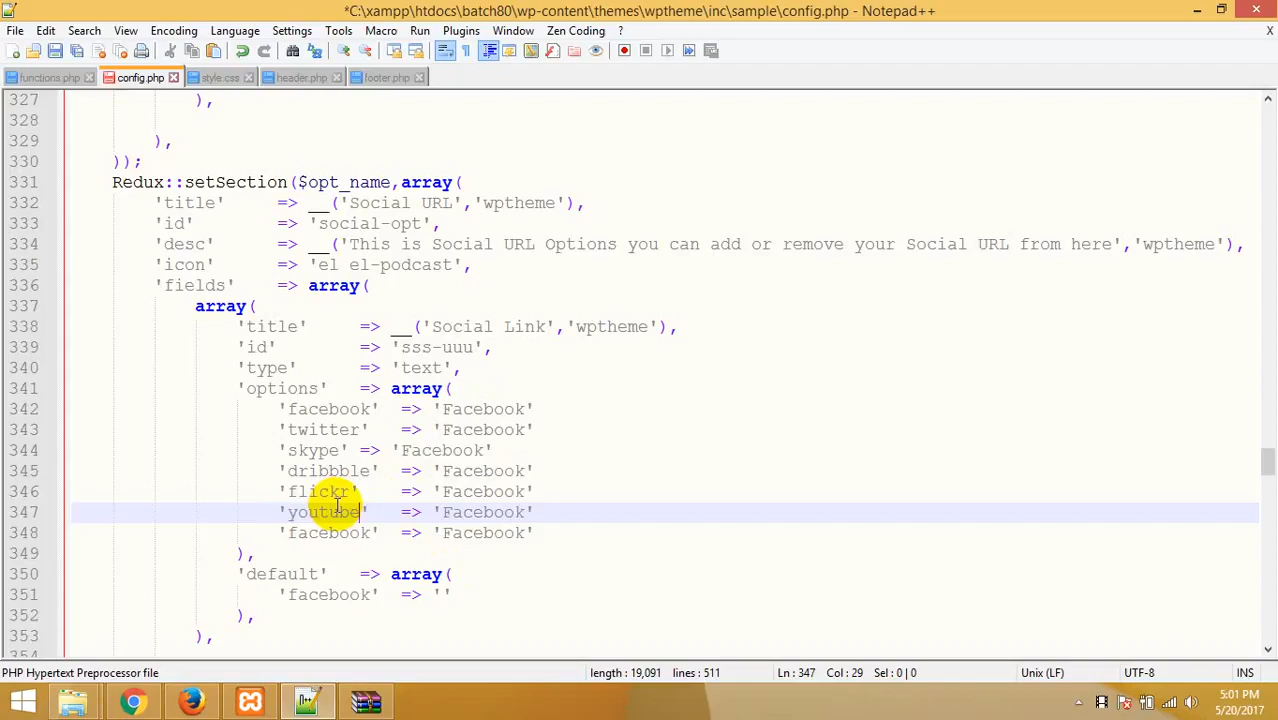 *C:\xampp\htdocs\batch80\wp-content\themes\wptheme\inc\sample\config.php - Notepad++
File Edit Search View Encoding Language Settings Tools Macro Run Plugins Window Zen Coding ? X
functions.php config.php style.css header.php footer.php
327 ),
328
329 ),
330 ));
331 Redux::setSection($opt_name,array(
332 'title' => __('Social URL','wptheme'),
333 'id' => 'social-opt',
334 'desc' => __('This is Social URL Options you can add or remove your Social URL from here','wptheme'),
335 'icon' => 'el el-podcast',
336 'fields' => array(
337 array(
338 'title' => __('Social Link','wptheme'),
339 'id' => 'sss-uuu',
340 'type' => 'text',
341 'options' => array(
342 'facebook' => 'Facebook'
343 'twitter' => 'Facebook'
344 'skype' => 'Facebook'
345 'dribbble' => 'Facebook'
346 'flickr' => 'Facebook'
347 'youtube' => 'Facebook'
348 'facebook' => 'Facebook'
349 ),
350 'default' => array(
351 'facebook' => ''
352 ),
353 ),
354
PHP Hypertext Preprocessor file length : 19,091 lines : 511 Ln : 347 Col : 29 Sel : 0 | 0 Unix (LF) UTF-8 INS
5:01 PM
5/20/2017